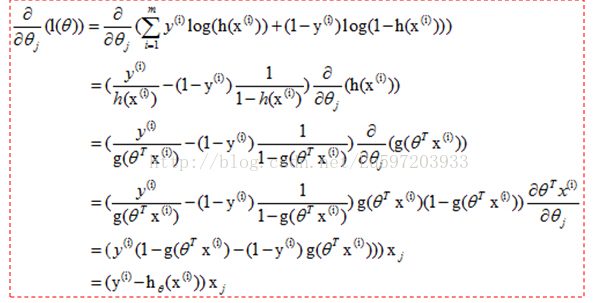 ∂/∂θ_j (l(θ)) = ∂/∂θ_j (∑_{i=1}^{m} y^(i) log(h(x^(i))) + (1 − y^(i)) log(1 − h(x^(i))))
= (y^(i)/h(x^(i)) − (1 − y^(i)) 1/(1 − h(x^(i)))) ∂/∂θ_j (h(x^(i)))
= (y^(i)/g(θ^T x^(i)) − (1 − y^(i)) 1/(1 − g(θ^T x^(i)))) ∂/∂θ_j (g(θ^T x^(i)))
= (y^(i)/g(θ^T x^(i)) − (1 − y^(i)) 1/(1 − g(θ^T x^(i)))) g(θ^T x^(i))(1 − g(θ^T x^(i))) ∂θ^T x^(i)/∂θ_j
= (y^(i)(1 − g(θ^T x^(i)) − (1 − y^(i)) g(θ^T x^(i)))) x_j
= (y^(i) − h_θ(x^(i))) x_j